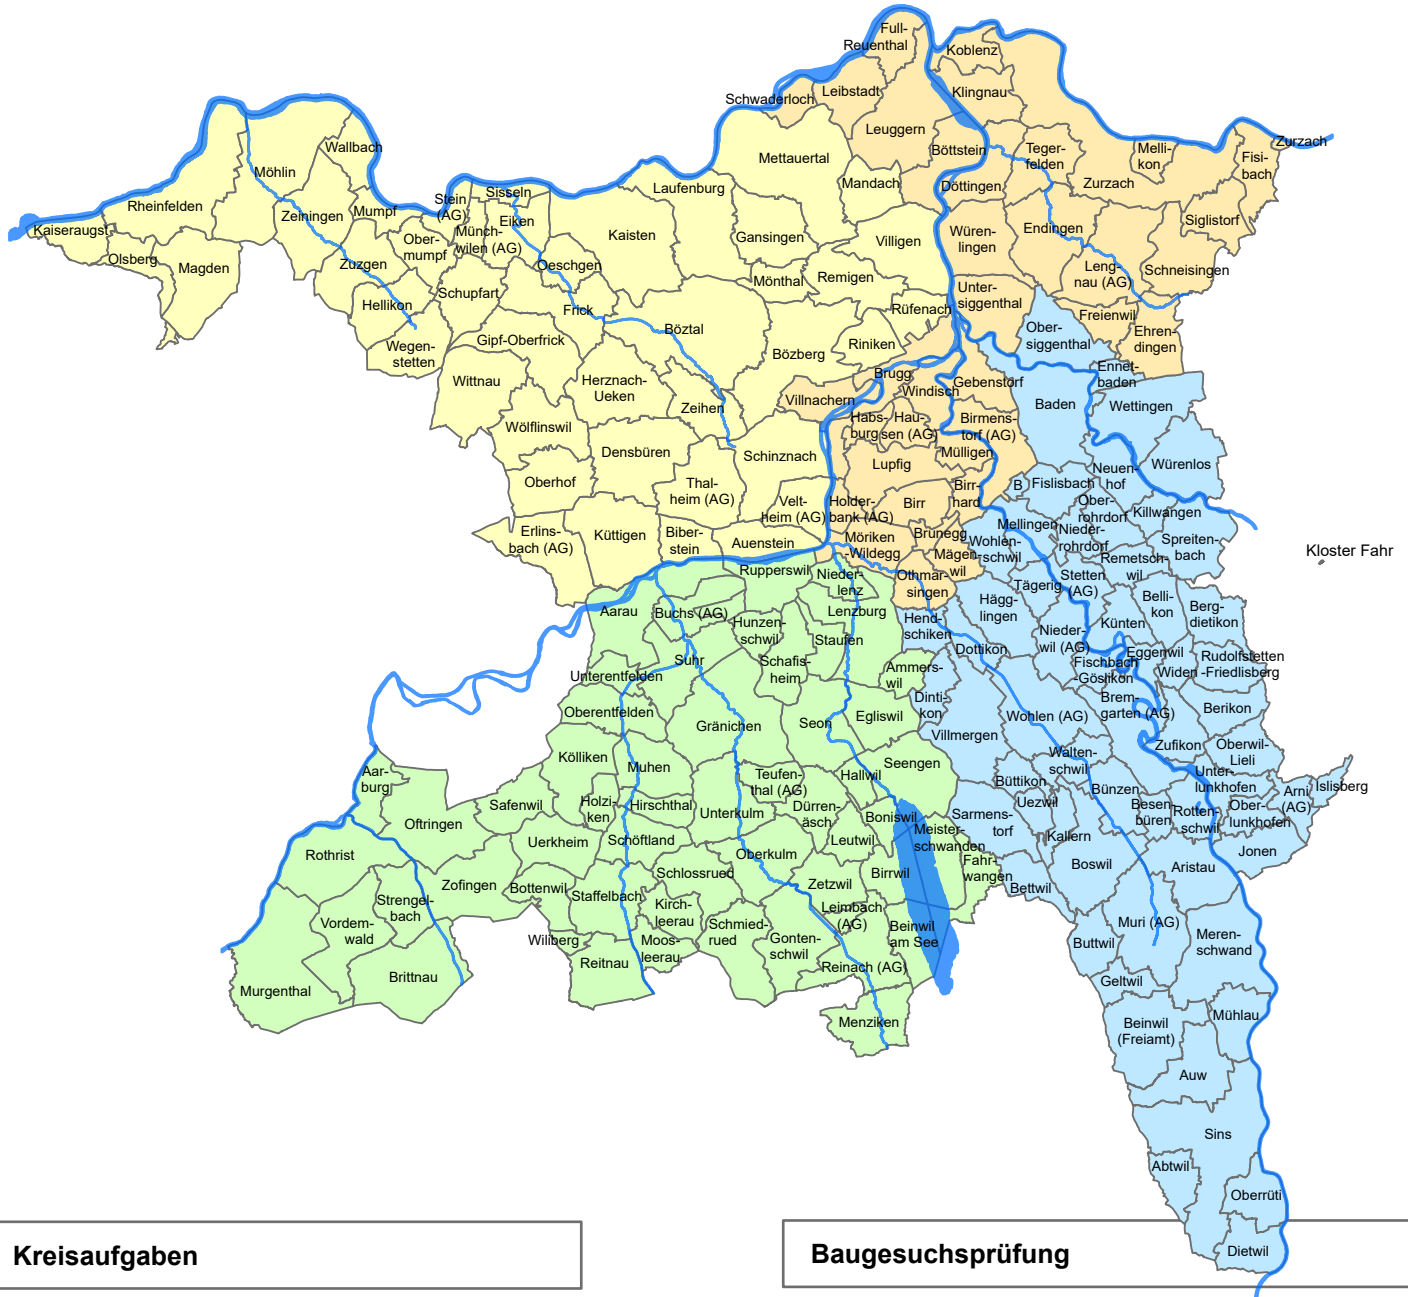 Full-
Reuenthal
Koblenz
Schwaderloch
Leibstadt
Klingnau
Leuggern
Zurzach
Wallbach
Möhlin
Mettauertal
Böttstein
Teger-
felden
Melli-
kon
Fisi-
bach
Rheinfelden
Zeiningen
Mumpf
Stein
(AG)
Sisseln
Laufenburg
Mandach
Döttingen
Zurzach
Kaiseraugst
Olsberg
Magden
Ober-
mumpf
Münch-
wilen (AG)
Eiken
Kaisten
Gansingen
Villigen
Würen-
lingen
Endingen
Siglistorf
Zuzgen
Oeschgen
Mönthal
Remigen
Leng-
nau (AG)
Schneisingen
Hellikon
Schupfart
Frick
Rüfenach
Unter-
siggenthal
Freienwil
Wegen-
stetten
Gipf-Oberfrick
Böztal
Bözberg
Riniken
Ober-
siggenthal
Ehren-
dingen
Wittnau
Herznach-
Ueken
Zeihen
Brugg
Windisch
Gebenstorf
Ennet-
baden
Villnachern
Baden
Wettingen
Wölflinswil
Habs-
burg
Hau-
sen (AG)
Birmens-
torf (AG)
Densbüren
Schinznach
Mülligen
Lupfig
Neuen-
hof
Würenlos
Oberhof
Thal-
heim (AG)
Velt-
heim (AG)
Holder-
bank (AG)
Birr
Birr-
hard
B
Fislisbach
Ober-
rohrdorf
Killwangen
Erlins-
bach (AG)
Küttigen
Biber-
stein
Auenstein
Möriken
-Wildegg
Brunegg
Mägen-
wil
Wohlen-
schwil
Mellingen
Nieder-
rohrdorf
Spreiten-
bach
Remetsch-
wil
Kloster Fahr
Rupperswil
Nieder-
lenz
Othmar-
singen
Tägerig
Stetten
(AG)
Aarau
Buchs (AG)
Hunzen-
schwil
Lenzburg
Staufen
Hend-
schiken
Hägg-
lingen
Nieder-
wil (AG)
Künten
Belli-
kon
Berg-
dietikon
Suhr
Schafis-
heim
Ammers-
wil
Dottikon
Fischbach
-Göslikon
Eggenwil
Widen
Rudolfstetten
-Friedlisberg
Unterentfelden
Oberentfelden
Gränichen
Seon
Egliswil
Dinti-
kon
Villmergen
Wohlen (AG)
Brem-
garten (AG)
Berikon
Kölliken
Muhen
Hallwil
Seengen
Walten-
schwil
Zufikon
Oberwil-
Lieli
Aar-
burg
Teufen-
thal (AG)
Büttikon
Bünzen
Unter-
lunkhofen
Arni
(AG)
Islisberg
Oftringen
Safenwil
Holzi-
ken
Hirschthal
Unterkulm
Dürren-
äsch
Boniswil
Sarmens-
torf
Uezwil
Besen-
büren
Rotten-
schwil
Ober-
lunkhofen
Uerkheim
Schöftland
Leutwil
Meister-
schwanden
Kallern
Rothrist
Oberkulm
Fahr-
wangen
Boswil
Aristau
Jonen
Zofingen
Bottenwil
Staffelbach
Schlossrued
Zetzwil
Birrwil
Bettwil
Strengel-
bach
Kirch-
leerau
Leimbach
(AG)
Vordem-
wald
Wiliberg
Moos-
leerau
Schmied-
rued
Gonten-
schwil
Beinwil
am See
Buttwil
Muri (AG)
Meren-
schwand
Murgenthal
Brittnau
Reitnau
Reinach (AG)
Geltwil
Menziken
Beinwil
(Freiamt)
Mühlau
Auw
Sins
Abtwil
Oberrüti
Dietwil
Kreisaufgaben
Baugesuchsprüfung